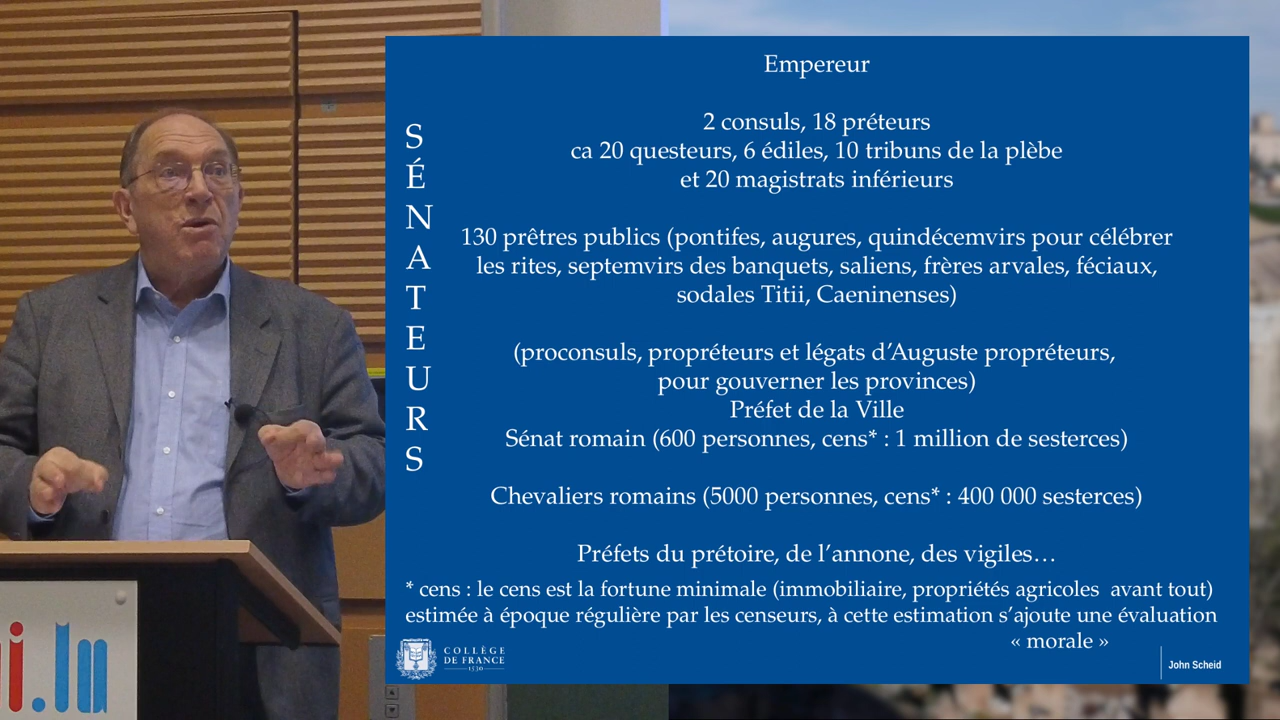 Empereur
2 consuls, 18 préteurs
ca 20 questeurs, 6 édiles, 10 tribuns de la plèbe
et 20 magistrats inférieurs
130 prêtres publics (pontifes, augures, quindécemvirs pour célébrer
les rites, septemvirs des banquets, saliens, frères arvales, féciaux,
sodales Titii, Caeninenses)
(proconsuls, propréteurs et légats d’Auguste propréteurs,
pour gouverner les provinces)
Préfet de la Ville
Sénat romain (600 personnes, cens* : 1 million de sesterces)
Chevaliers romains (5000 personnes, cens* : 400 000 sesterces)
Préfets du prétoire, de l’annone, des vigiles…
SÉNATEURS
* cens : le cens est la fortune minimale (immobiliaire, propriétés agricoles avant tout)
estimée à époque régulière par les censeurs, à cette estimation s’ajoute une évaluation
« morale »
COLLÈGE
DE FRANCE
1530
John Scheid
i.lu